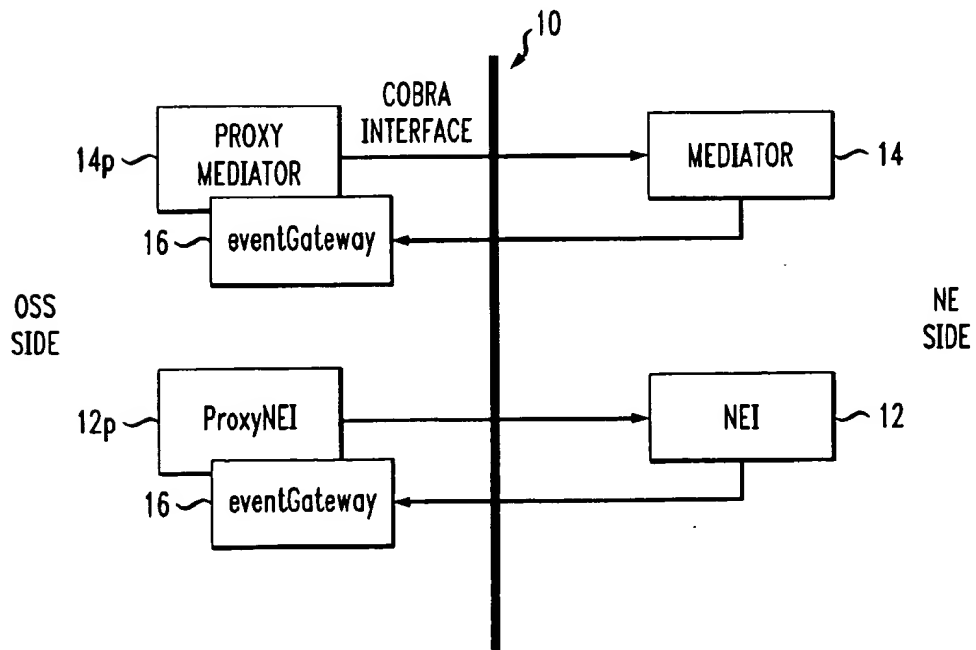 10
COBRA
INTERFACE
PROXY
MEDIATOR
14p
MEDIATOR
14
16
eventGateway
OSS
SIDE
NE
SIDE
12p
ProxyNEI
NEI
12
16
eventGateway